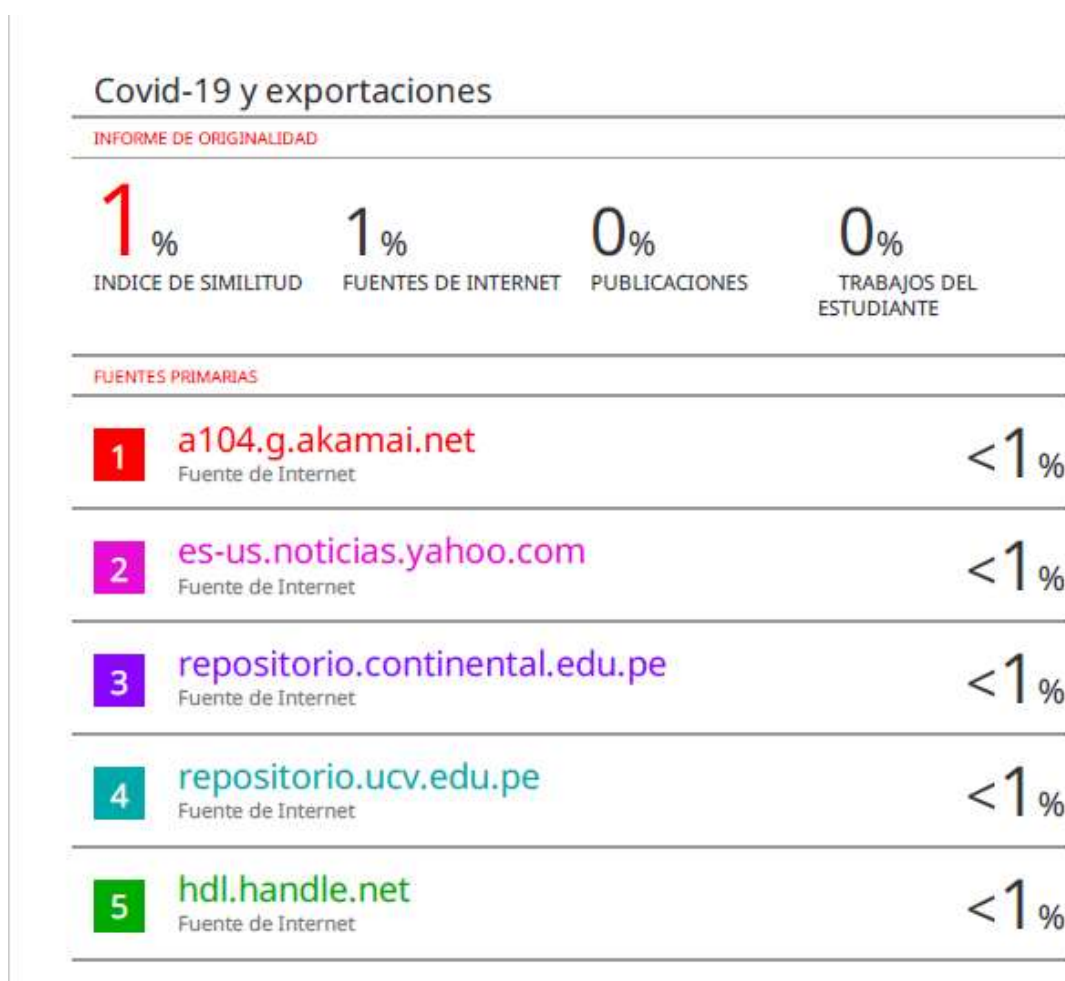 Covid-19 y exportaciones
INFORME DE ORIGINALIDAD
1% 1% 0% 0%
INDICE DE SIMILITUD FUENTES DE INTERNET PUBLICACIONES TRABAJOS DEL
ESTUDIANTE
FUENTES PRIMARIAS
1 a104.g.akamai.net <1%
Fuente de Internet
2 es-us.noticias.yahoo.com <1%
Fuente de Internet
3 repositorio.continental.edu.pe <1%
Fuente de Internet
4 repositorio.ucv.edu.pe <1%
Fuente de Internet
5 hdl.handle.net <1%
Fuente de Internet